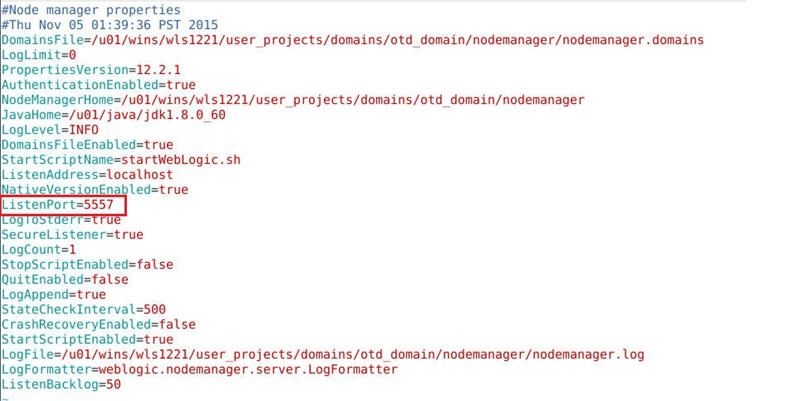 #Node manager properties
#Thu Nov 05 01:39:36 PST 2015
DomainsFile=/u01/wins/wls1221/user_projects/domains/otd_domain/nodemanager/nodemanager.domains
LogLimit=0
PropertiesVersion=12.2.1
AuthenticationEnabled=true
NodeManagerHome=/u01/wins/wls1221/user_projects/domains/otd_domain/nodemanager
JavaHome=/u01/java/jdk1.8.0_60
LogLevel=INFO
DomainsFileEnabled=true
StartScriptName=startWebLogic.sh
ListenAddress=localhost
NativeVersionEnabled=true
ListenPort=5557
LogToStderr=true
SecureListener=true
LogCount=1
StopScriptEnabled=false
QuitEnabled=false
LogAppend=true
StateCheckInterval=500
CrashRecoveryEnabled=false
StartScriptEnabled=true
LogFile=/u01/wins/wls1221/user_projects/domains/otd_domain/nodemanager/nodemanager.log
LogFormatter=weblogic.nodemanager.server.LogFormatter
ListenBacklog=50
~